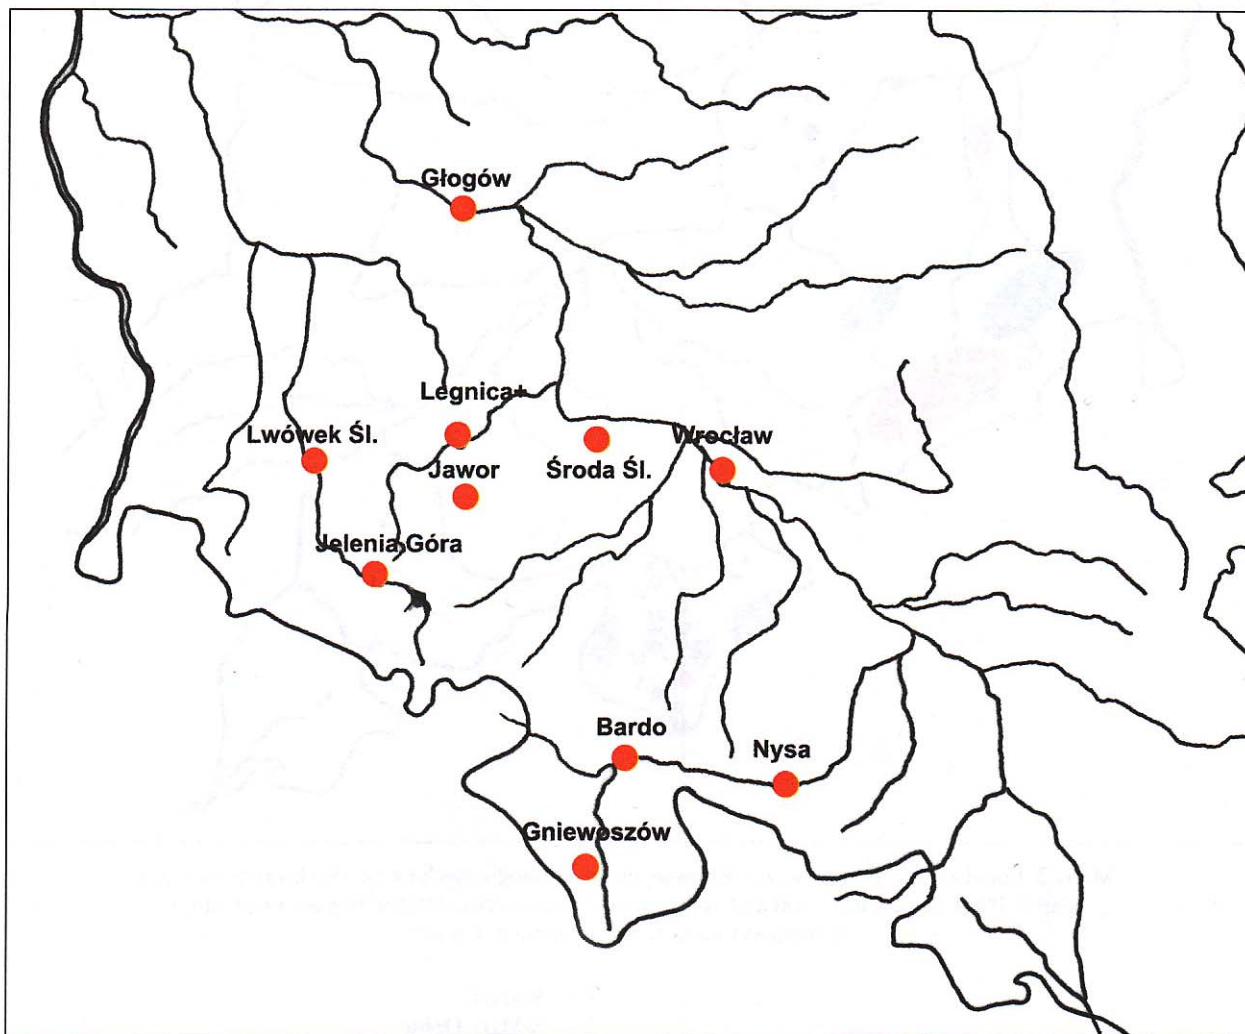 Głogów
Legnica+
Lwówek Śl.
Wrocław
Jawor
Środa Śl.
Jelenia Góra
Bardo
Nysa
Gniewoszów